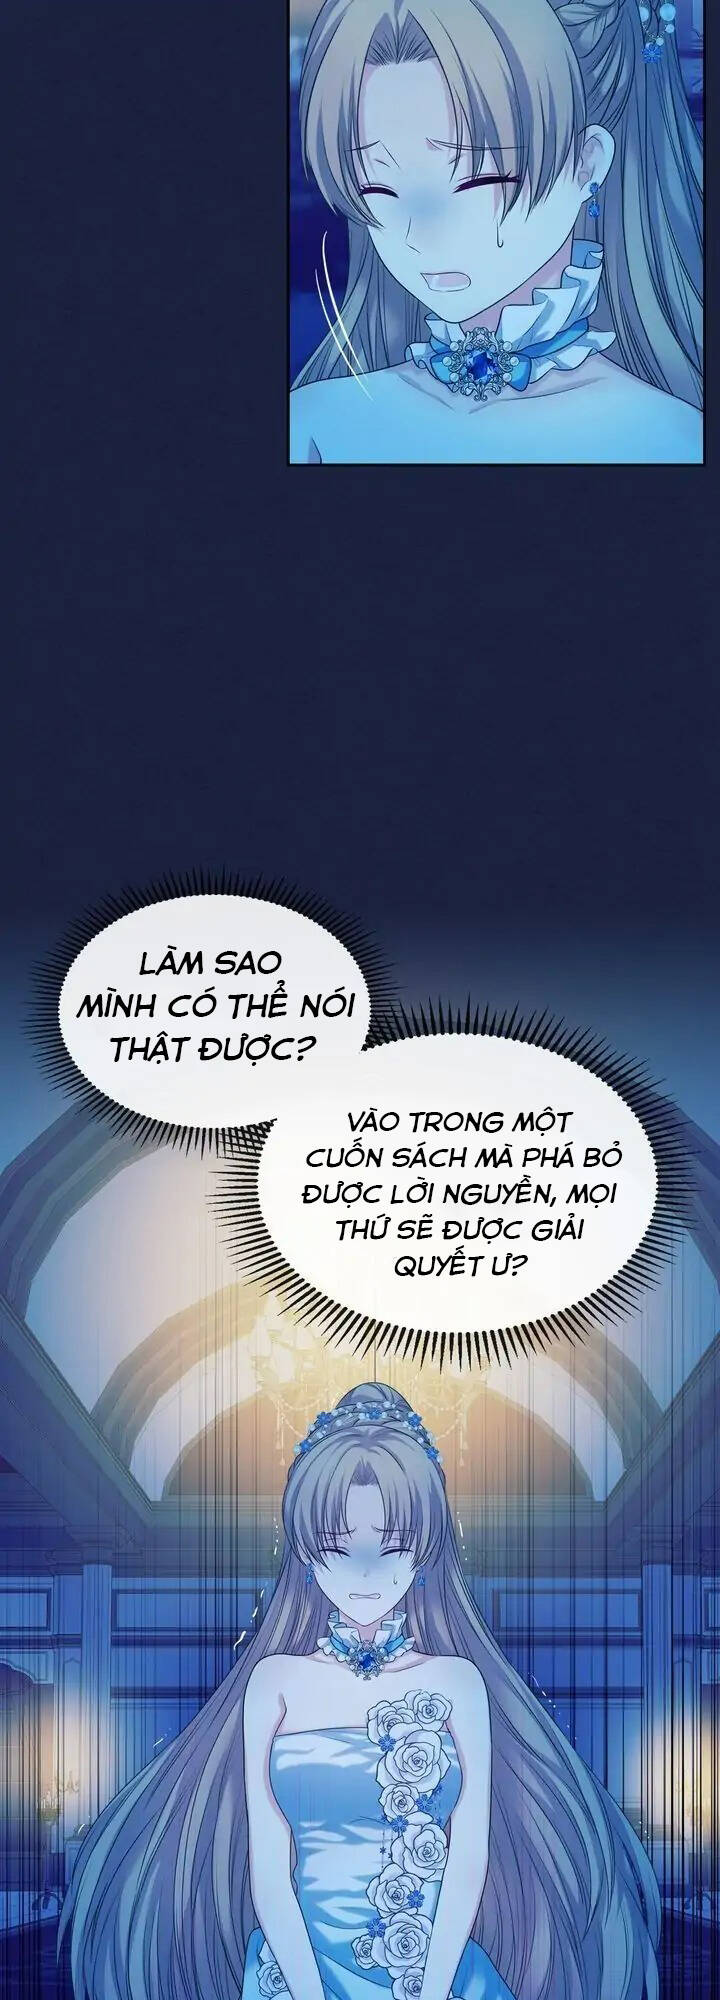 LÀM SAO
MÌNH CÓ THỂ NÓI
THẬT ĐƯỢC?
VÀO TRONG MỘT
CUỐN SÁCH MÀ PHÁ BỎ
ĐƯỢC LỜI NGUYỀN, MỌI
THỨ SẼ ĐƯỢC GIẢI
QUYẾT Ư?